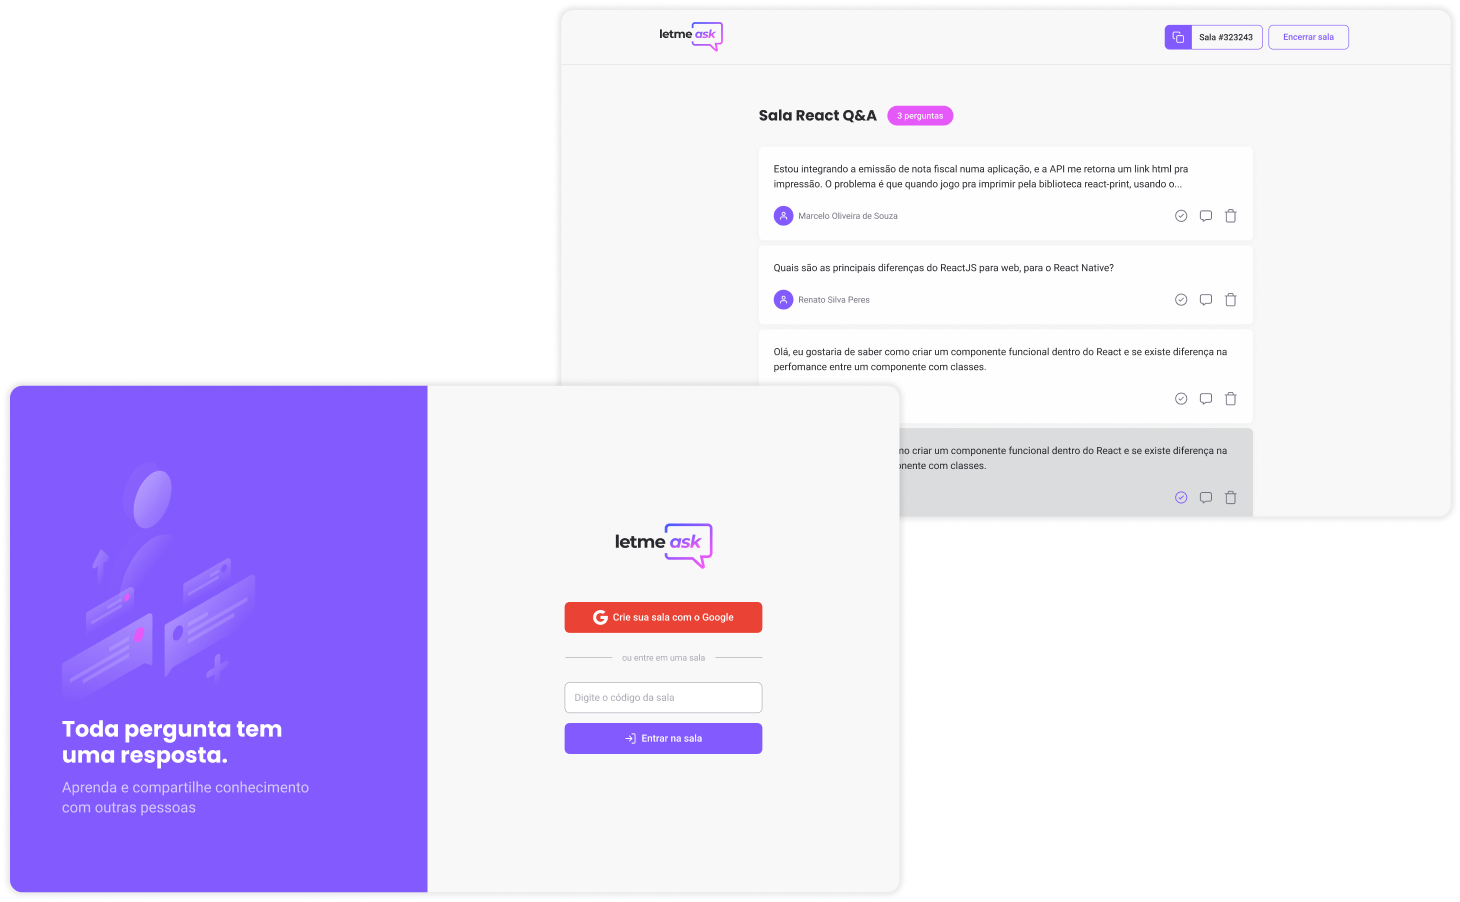 letme ask
Sala #323243
Encerrar sala
Sala React Q&A
3 perguntas
Estou integrando a emissão de nota fiscal numa aplicação, e a API me retorna um link html pra
impressão. O problema é que quando jogo pra imprimir pela biblioteca react-print, usando o...
Marcelo Oliveira de Souza
Quais são as principais diferenças do ReactJS para web, para o React Native?
Renato Silva Peres
Olá, eu gostaria de saber como criar um componente funcional dentro do React e se existe diferença na
perfomance entre um componente com classes.
criar um componente funcional dentro do React e se existe diferença na
com classes.
Toda pergunta tem
uma resposta.
Aprenda e compartilhe conhecimento
com outras pessoas
letme ask
Crie sua sala com o Google
ou entre em uma sala
Digite o código da sala
Entrar na sala